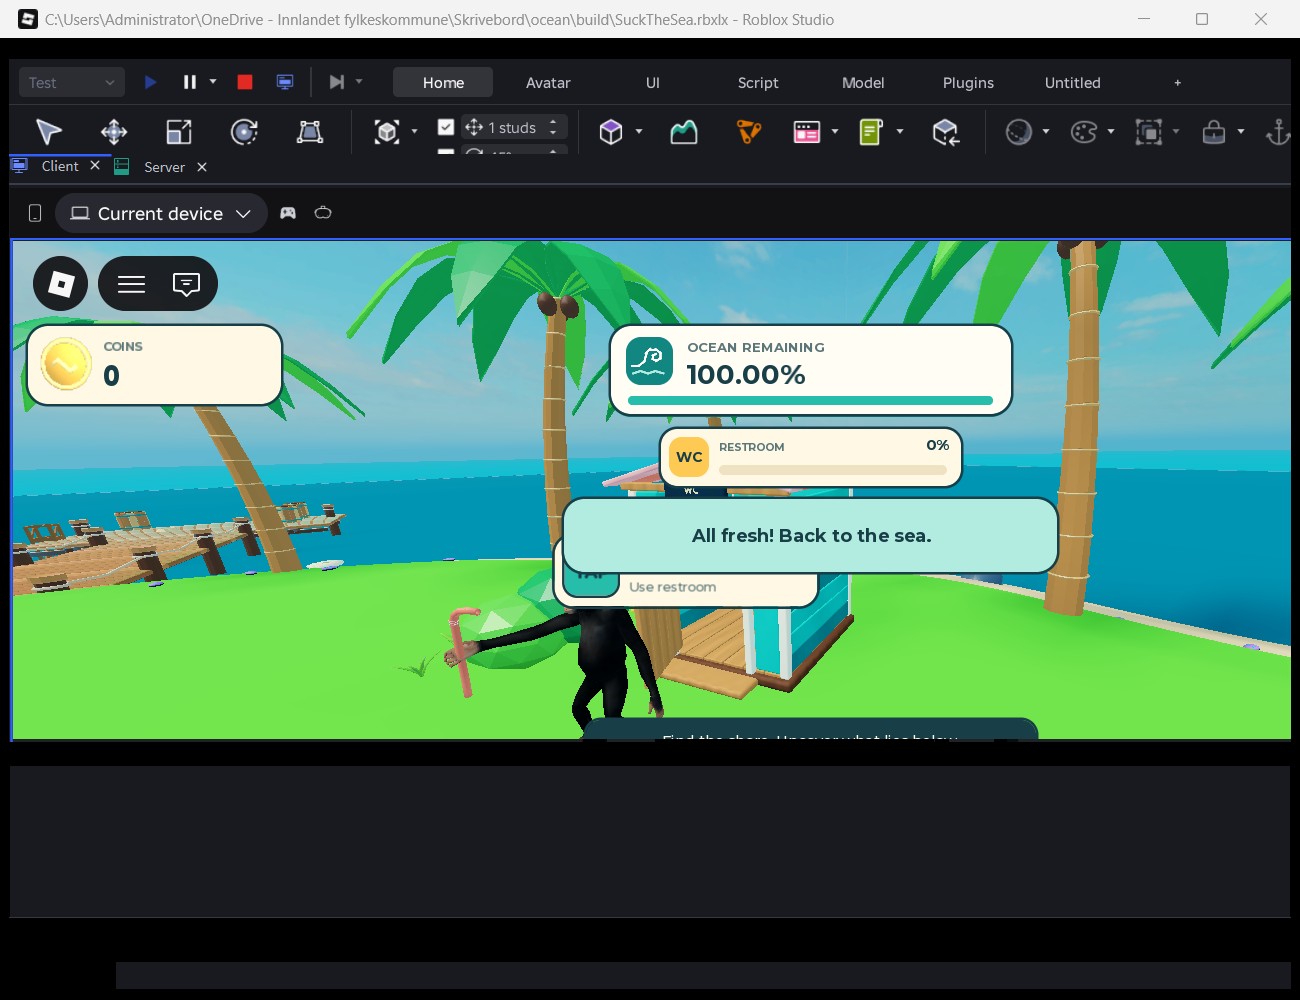 C:\Users\Administrator\OneDrive - Innlandet fylkeskommune\Skrivebord\ocean\build\SuckTheSea.rbxlx - Roblox Studio
Test
Home
Avatar
UI
Script
Model
Plugins
Untitled
+
1 studs
Client
Server
Current device
COINS
0
OCEAN REMAINING
100.00%
WC
RESTROOM
0%
WC
All fresh! Back to the sea.
Use restroom